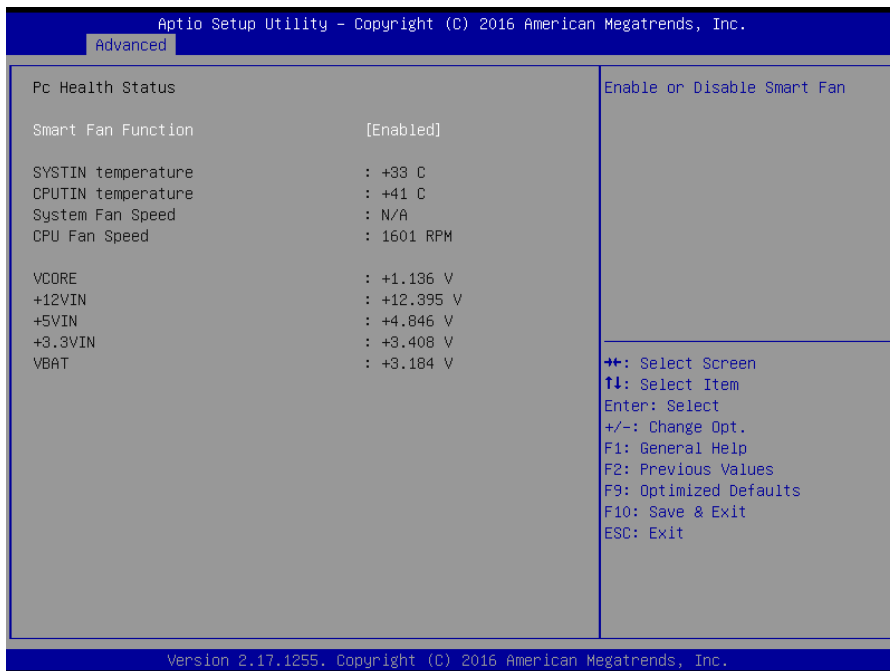 Aptio Setup Utility – Copyright (C) 2016 American Megatrends, Inc.
Advanced
Pc Health Status
Smart Fan Function [Enabled]
SYSTIN temperature : +33 C
CPUTIN temperature : +41 C
System Fan Speed : N/A
CPU Fan Speed : 1601 RPM
VCORE : +1.136 V
+12VIN : +12.395 V
+5VIN : +4.846 V
+3.3VIN : +3.408 V
VBAT : +3.184 V
Enable or Disable Smart Fan
→←: Select Screen
↑↓: Select Item
Enter: Select
+/-: Change Opt.
F1: General Help
F2: Previous Values
F9: Optimized Defaults
F10: Save & Exit
ESC: Exit
Version 2.17.1255. Copyright (C) 2016 American Megatrends, Inc.